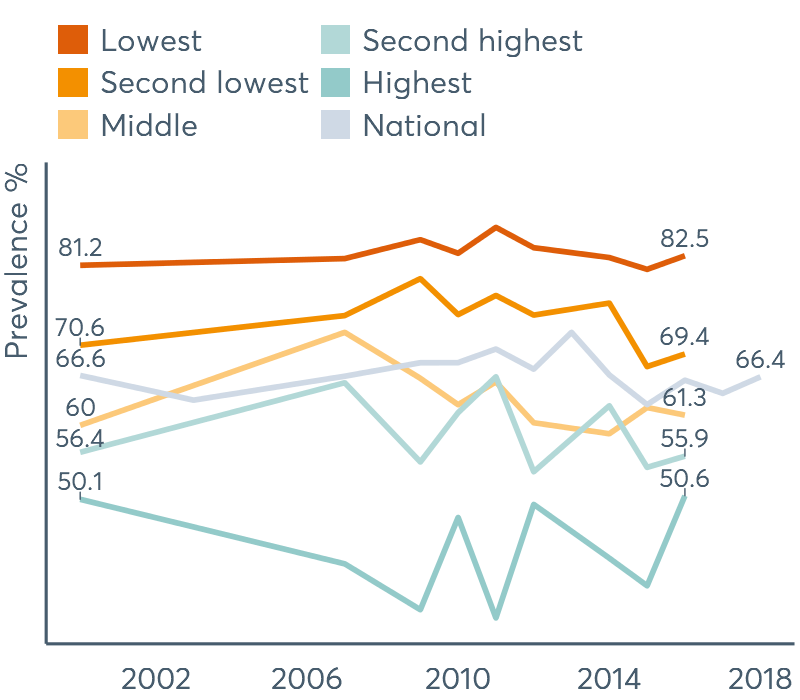 Lowest
Second lowest
Middle
Second highest
Highest
National
Prevalence %
81.2
82.5
70.6
69.4
66.6
66.4
60
61.3
56.4
55.9
50.1
50.6
2002 2006 2010 2014 2018